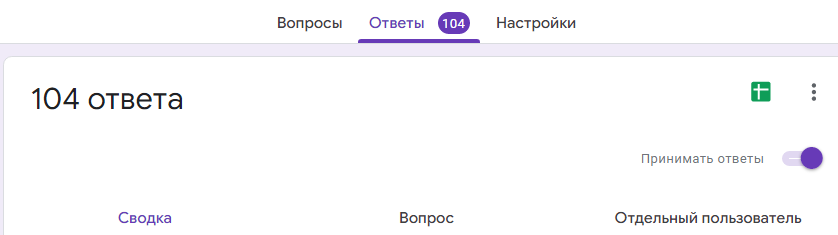 Вопросы Ответы 104 Настройки
104 ответа
Принимать ответы
Сводка Вопрос Отдельный пользователь